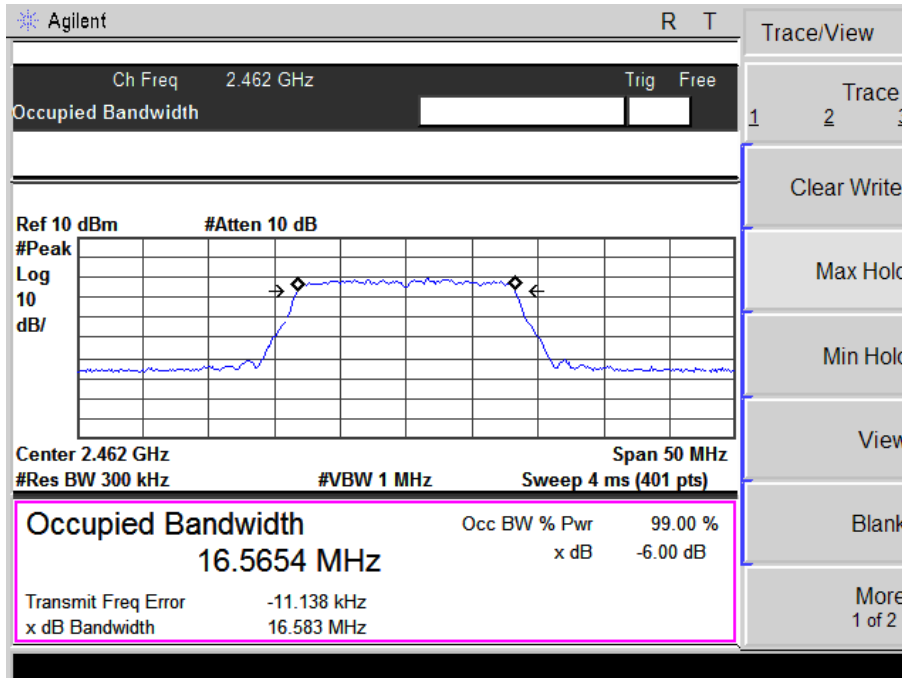 Agilent R T
Trace/View
Ch Freq 2.462 GHz Trig Free
Occupied Bandwidth
Trace
1 2
Clear Write
Ref 10 dBm #Atten 10 dB
#Peak
Log
10
dB/
Max Hold
Min Hold
Center 2.462 GHz Span 50 MHz
#Res BW 300 kHz #VBW 1 MHz Sweep 4 ms (401 pts)
View
Occupied Bandwidth
16.5654 MHz
Occ BW % Pwr 99.00 %
x dB -6.00 dB
Transmit Freq Error -11.138 kHz
x dB Bandwidth 16.583 MHz
Blank
More
1 of 2